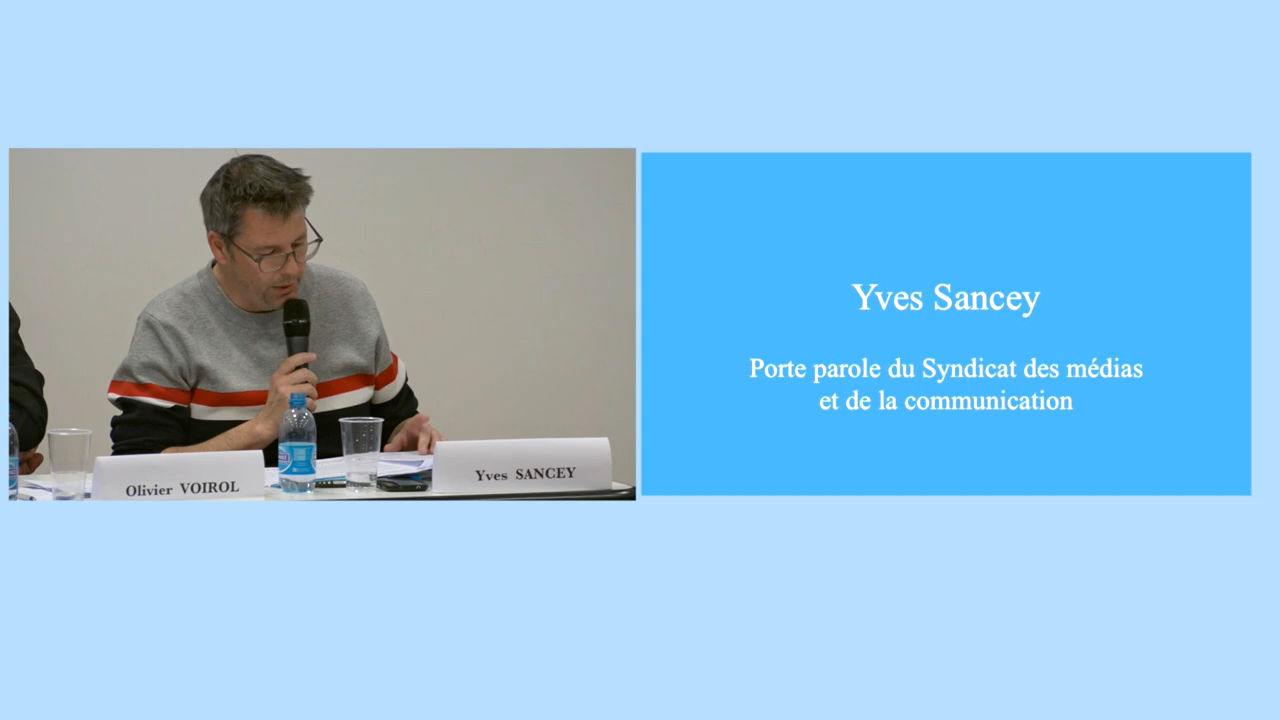 Olivier VOIROL
Yves SANCEY
Yves Sancey
Porte parole du Syndicat des médias
et de la communication